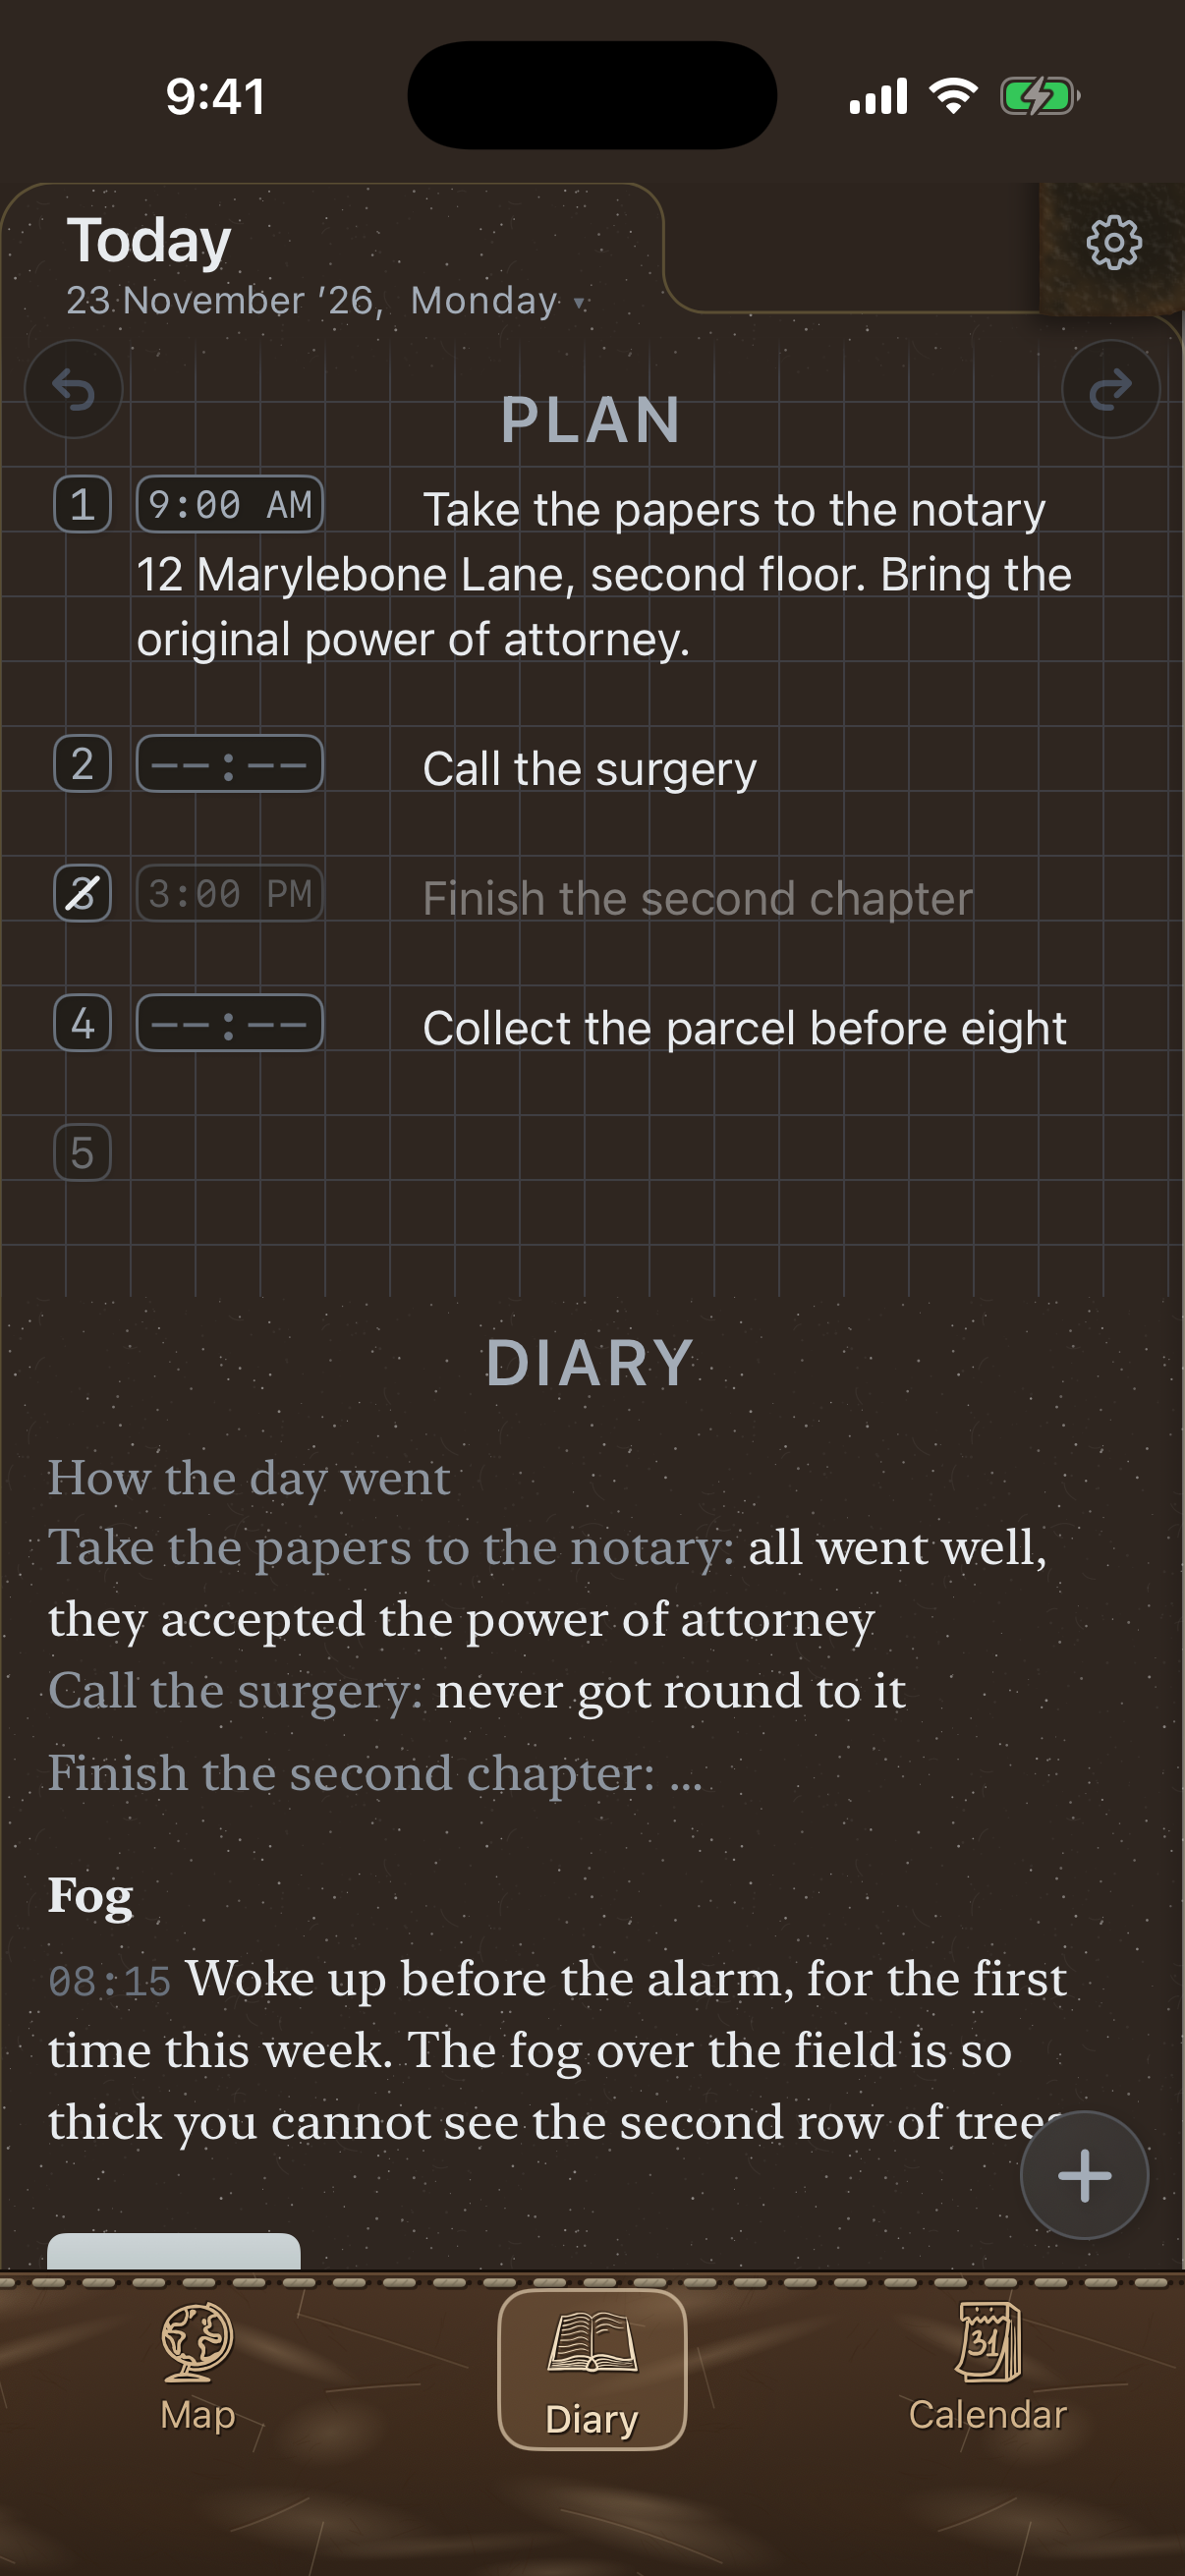 9:41
Today
23 November ’26, Monday
PLAN
1 9:00 AM Take the papers to the notary
12 Marylebone Lane, second floor. Bring the
original power of attorney.
2 --:-- Call the surgery
3 3:00 PM Finish the second chapter
4 --:-- Collect the parcel before eight
5
DIARY
How the day went
Take the papers to the notary: all went well,
they accepted the power of attorney
Call the surgery: never got round to it
Finish the second chapter: ...
Fog
08:15 Woke up before the alarm, for the first
time this week. The fog over the field is so
thick you cannot see the second row of trees
31
Map
Diary
Calendar